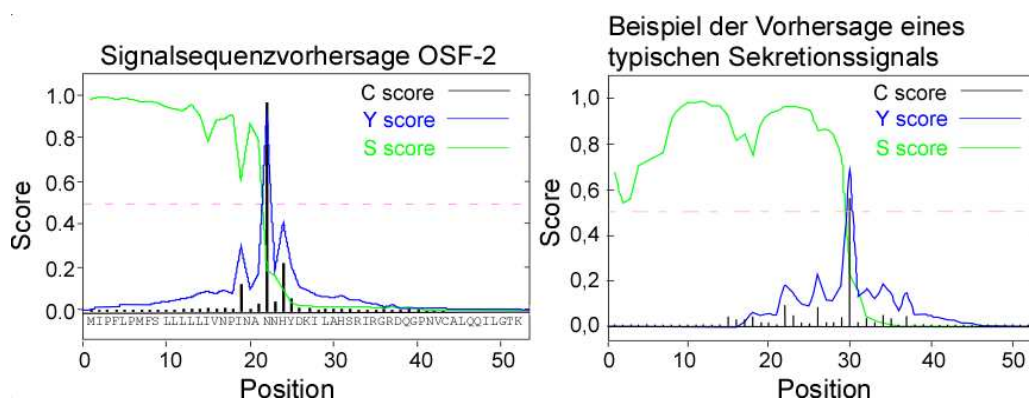 Signalsequenzvorhersage OSF-2
C score
Y score
S score
Score
1.0
0.8
0.6
0.4
0.2
0.0
MIPFLPMFS LLLLLIVNPINA NNHYDKI LAHSRIRGRDQGPNVCALQQILGTK
0 10 20 30 40 50
Position
Beispiel der Vorhersage eines
typischen Sekretionssignals
C score
Y score
S score
Score
1,0
0,8
0,6
0,4
0.2
0,0
0 10 20 30 40 50
Position